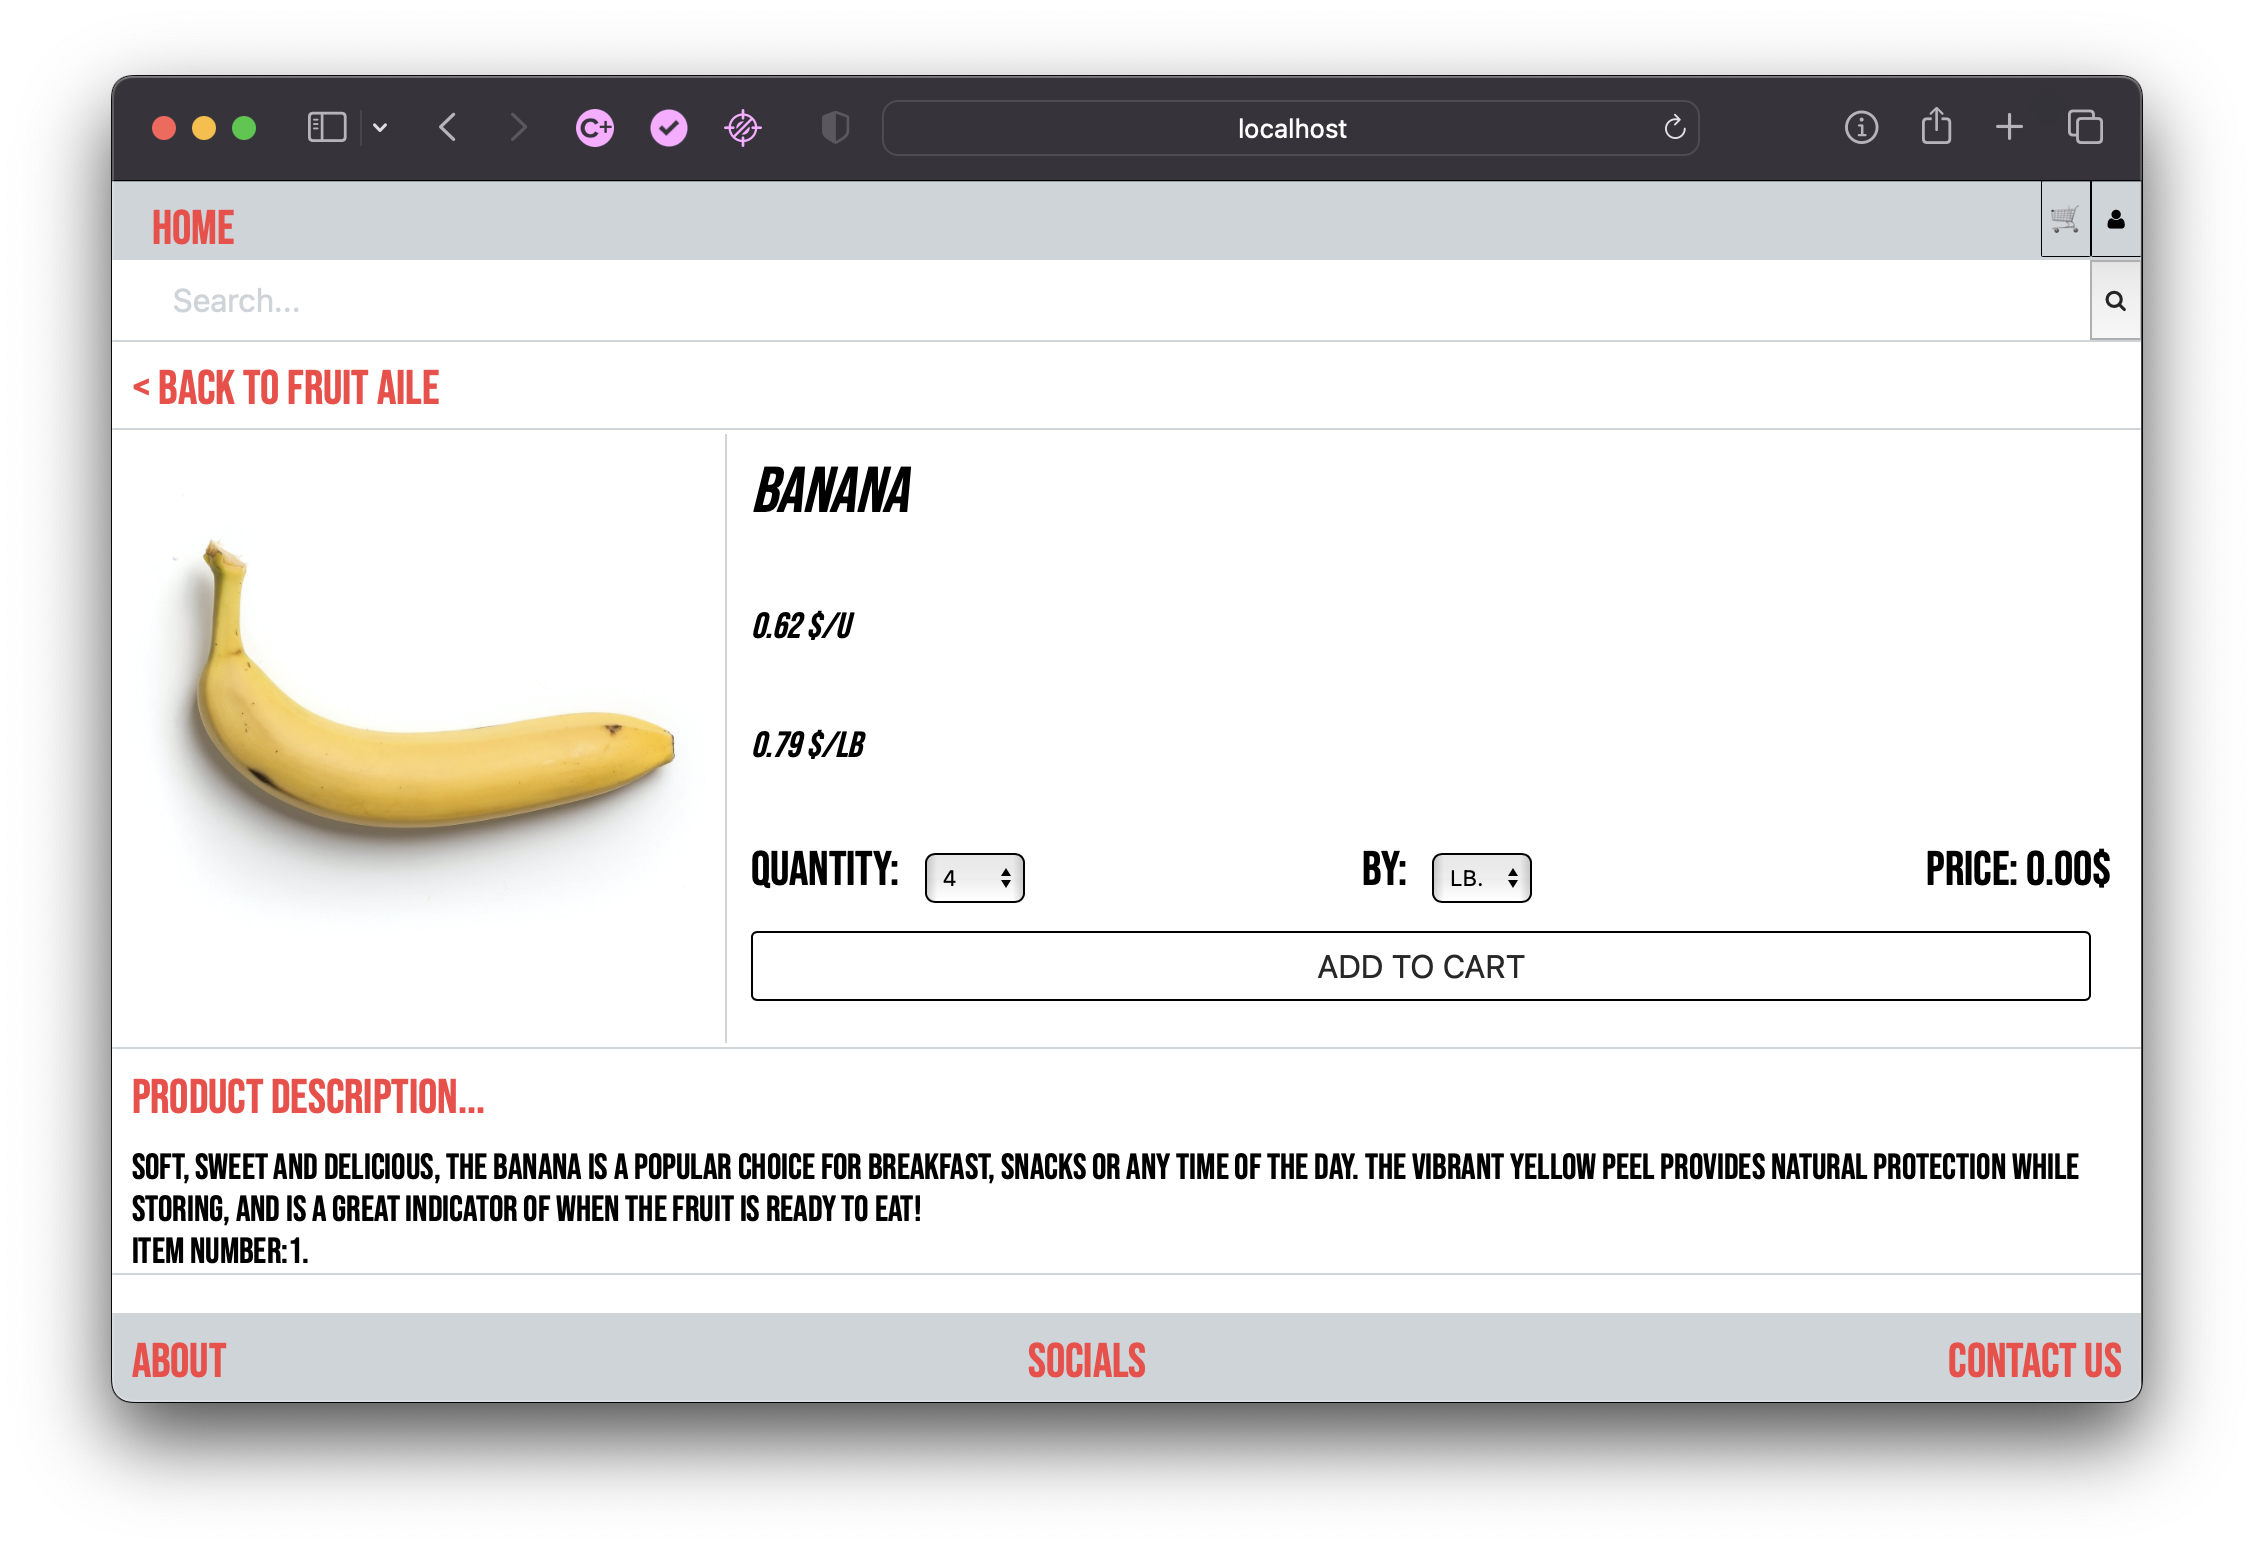 localhost
HOME
Search...
< BACK TO FRUIT AILE
BANANA
0.62 $/U
0.79 $/LB
QUANTITY: 4 BY: LB. PRICE: 0.00$
ADD TO CART
PRODUCT DESCRIPTION...
SOFT, SWEET AND DELICIOUS, THE BANANA IS A POPULAR CHOICE FOR BREAKFAST, SNACKS OR ANY TIME OF THE DAY. THE VIBRANT YELLOW PEEL PROVIDES NATURAL PROTECTION WHILE
STORING, AND IS A GREAT INDICATOR OF WHEN THE FRUIT IS READY TO EAT!
ITEM NUMBER:1.
ABOUT SOCIALS CONTACT US